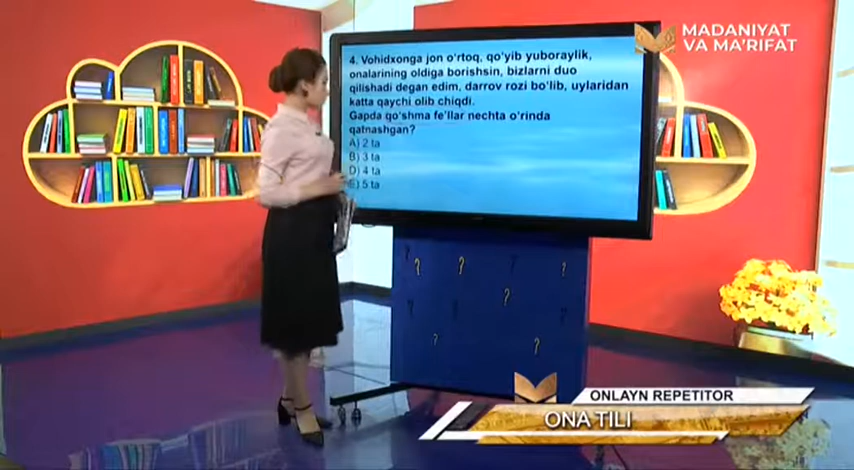 MADANIYAT
VA MA'RIFAT
4. Vohidxonga jon o'rtoq, qo'yib yuboraylik,
onalarining oldiga borishsin, bizlarni duo
qilishadi degan edim, darrov rozi bo'lib, uylaridan
katta qaychi olib chiqdi.
Gapda qo'shma fe'llar nechta o'rinda
qatnashgan?
A) 2 ta
B) 3 ta
D) 4 ta
E) 5 ta
ONLAYN REPETITOR
ONA TILI